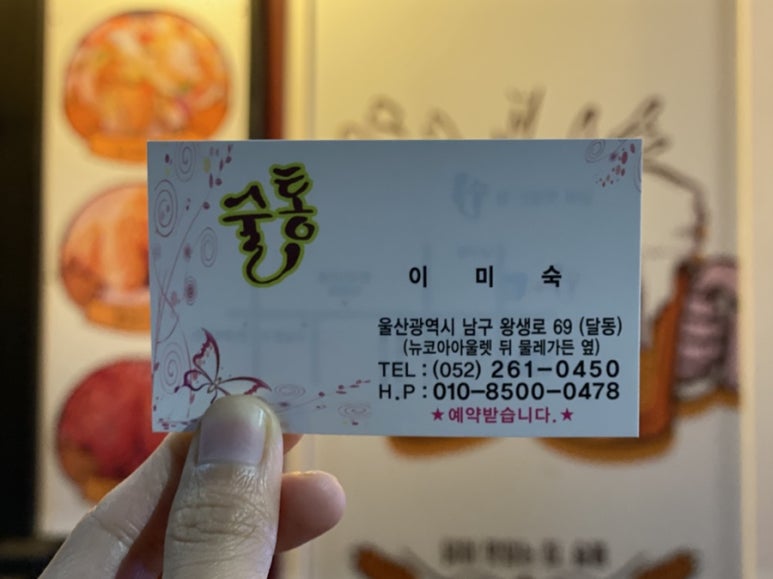 술통
이 미 숙
울산광역시 남구 왕생로 69 (달동)
(뉴코아아울렛 뒤 물레가든 옆)
TEL : (052) 261-0450
H.P : 010-8500-0478
★예약받습니다.★